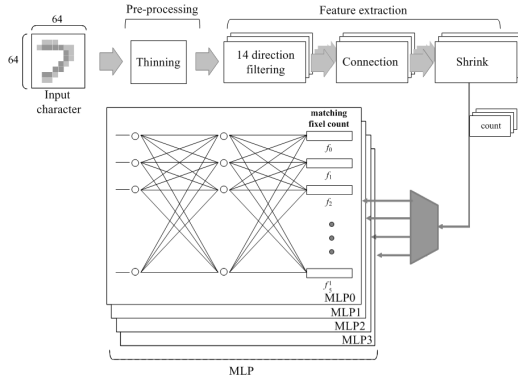 Pre-processing
Feature extraction
64
64
Input
character
Thinning
14 direction
filtering
Connection
Shrink
count
matching
fixel count
f0
f1
f2
MLP0
MLP1
MLP2
MLP3
MLP